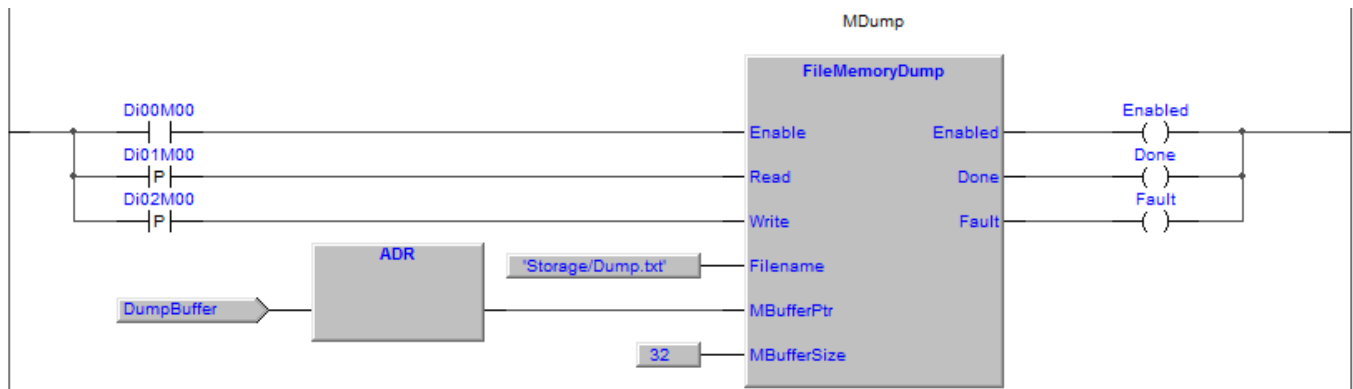 MDump
FileMemoryDump
Di00M00
Enable
Enabled
Enabled
Di01M00
P
Read
Done
Done
Di02M00
P
Write
Fault
Fault
ADR
'Storage/Dump.txt'
Filename
DumpBuffer
MBufferPtr
32
MBufferSize